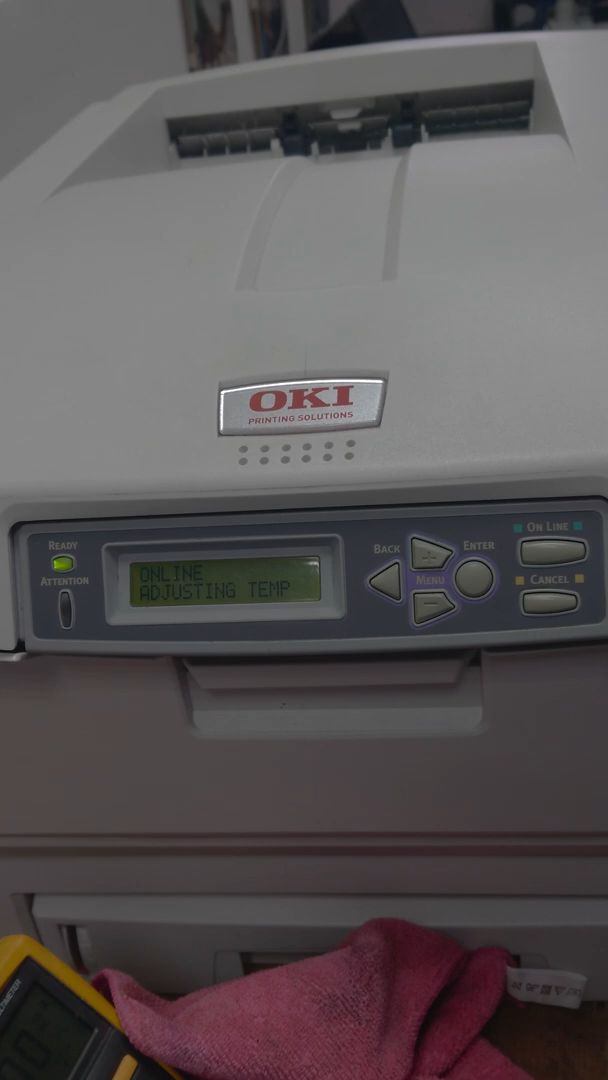 OKI
PRINTING SOLUTIONS
READY
ATTENTION
ONLINE
ADJUSTING TEMP
BACK
MENU
ENTER
ON LINE
CANCEL